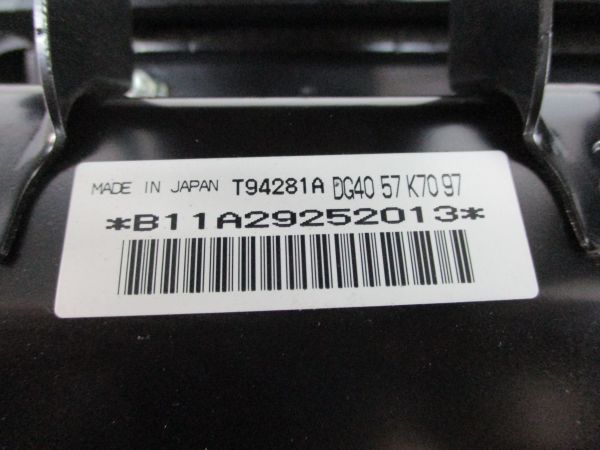 MADE IN JAPAN T94281A DG40 57 K70 97
*B11A29252013*